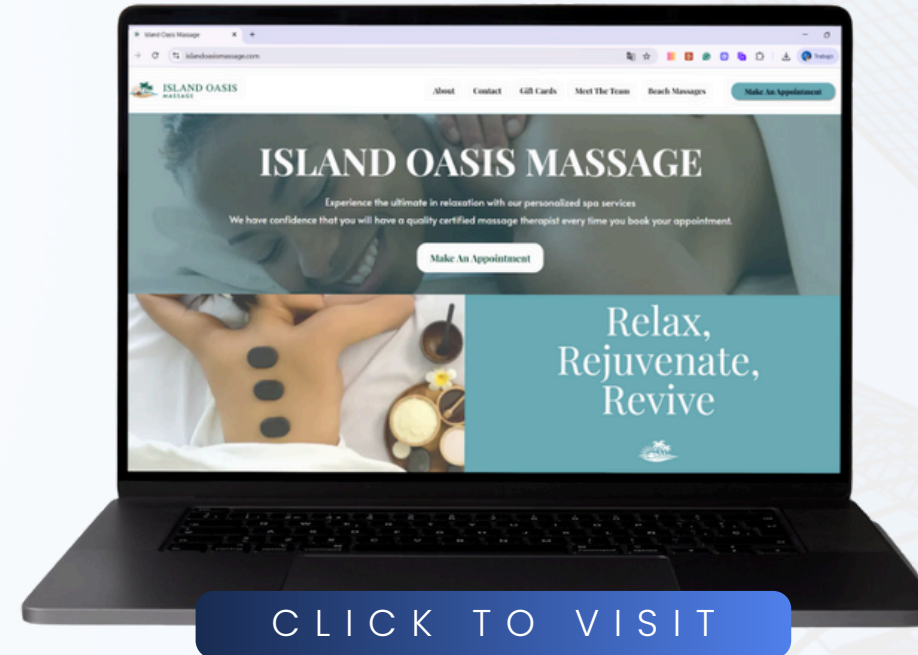 Island Oasis Massage
islandoasismassage.com
Trabajo
ISLAND OASIS
MASSAGE
About Contact Gift Cards Meet The Team Beach Massages Make An Appointment
ISLAND OASIS MASSAGE
Experience the ultimate in relaxation with our personalized spa services
We have confidence that you will have a quality certified massage therapist every time you book your appointment.
Make An Appointment
Relax,
Rejuvenate,
Revive
CLICK TO VISIT